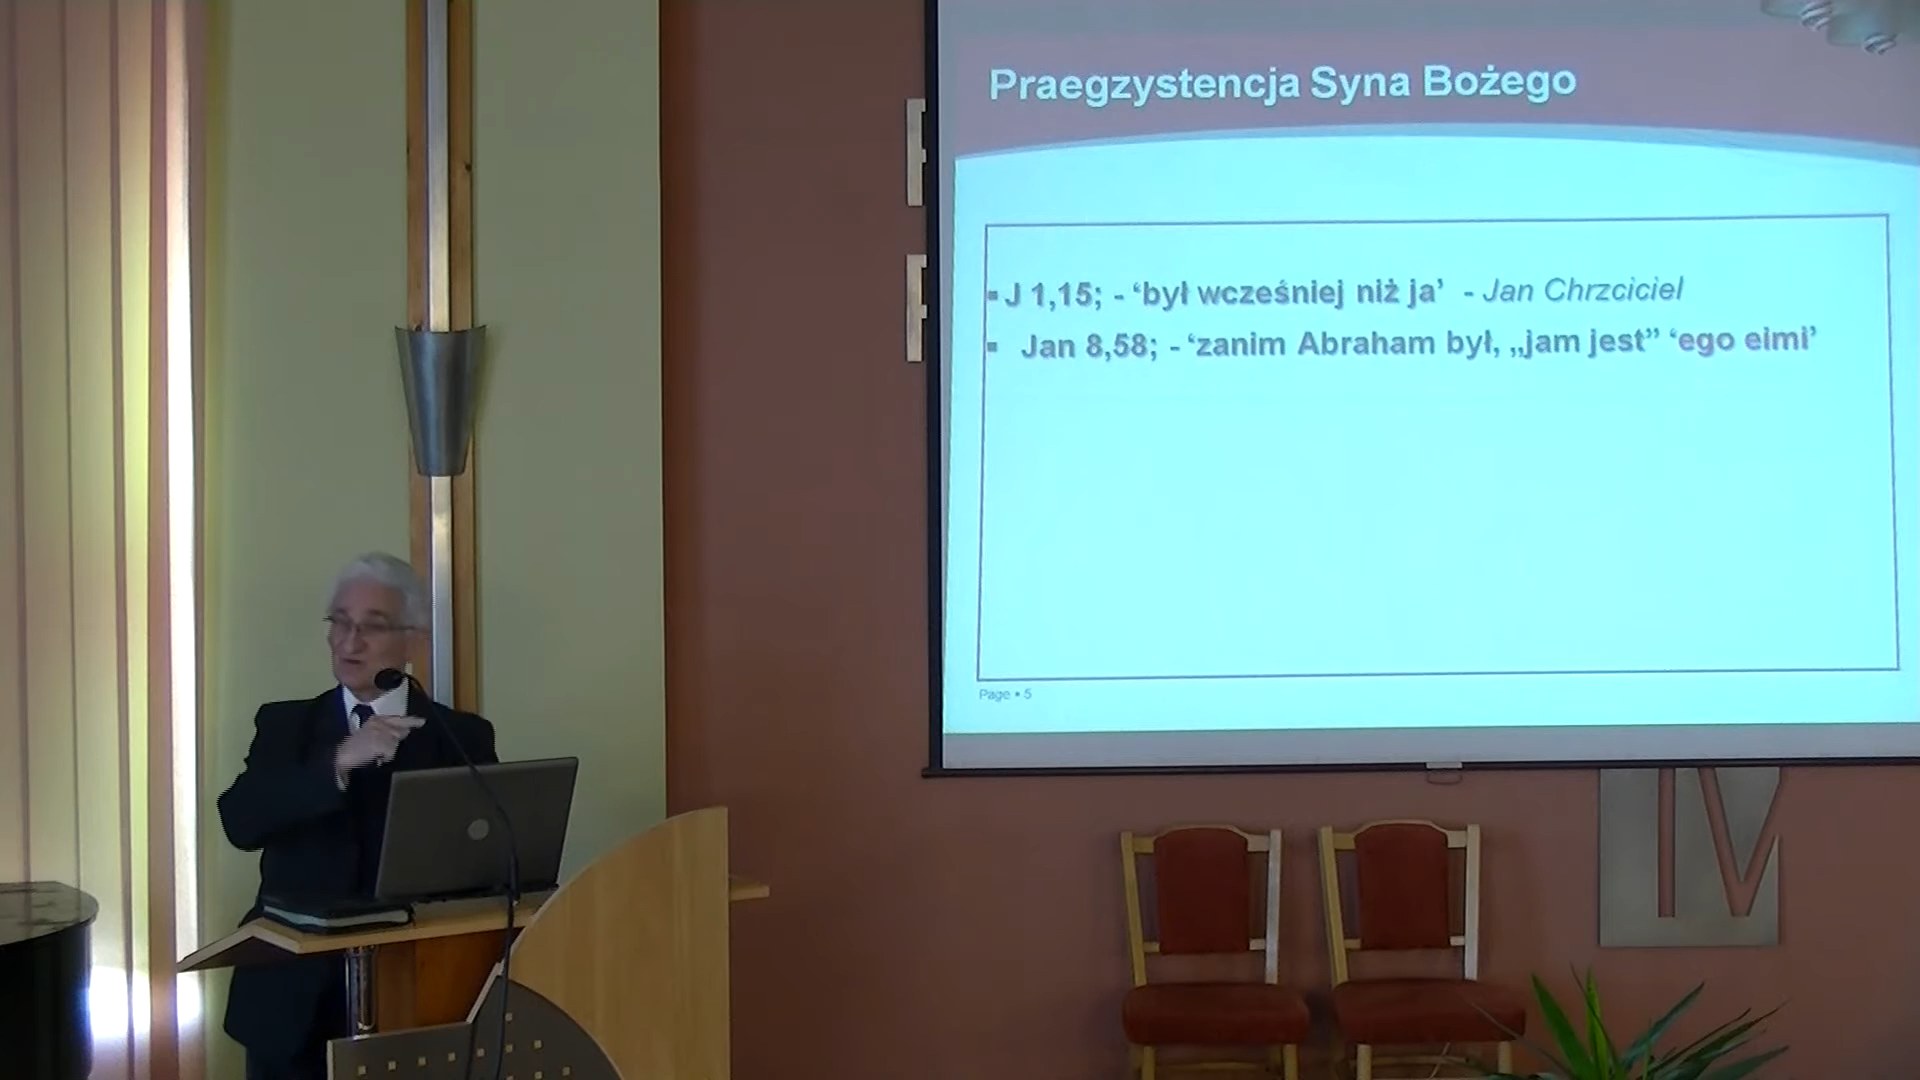 Praegzystencja Syna Bożego
▪ J 1,15; - ‘był wcześniej niż ja’ - Jan Chrzciciel
▪ Jan 8,58; - ‘zanim Abraham był, „jam jest” ‘ego eimi’
Page ▪ 5
IV